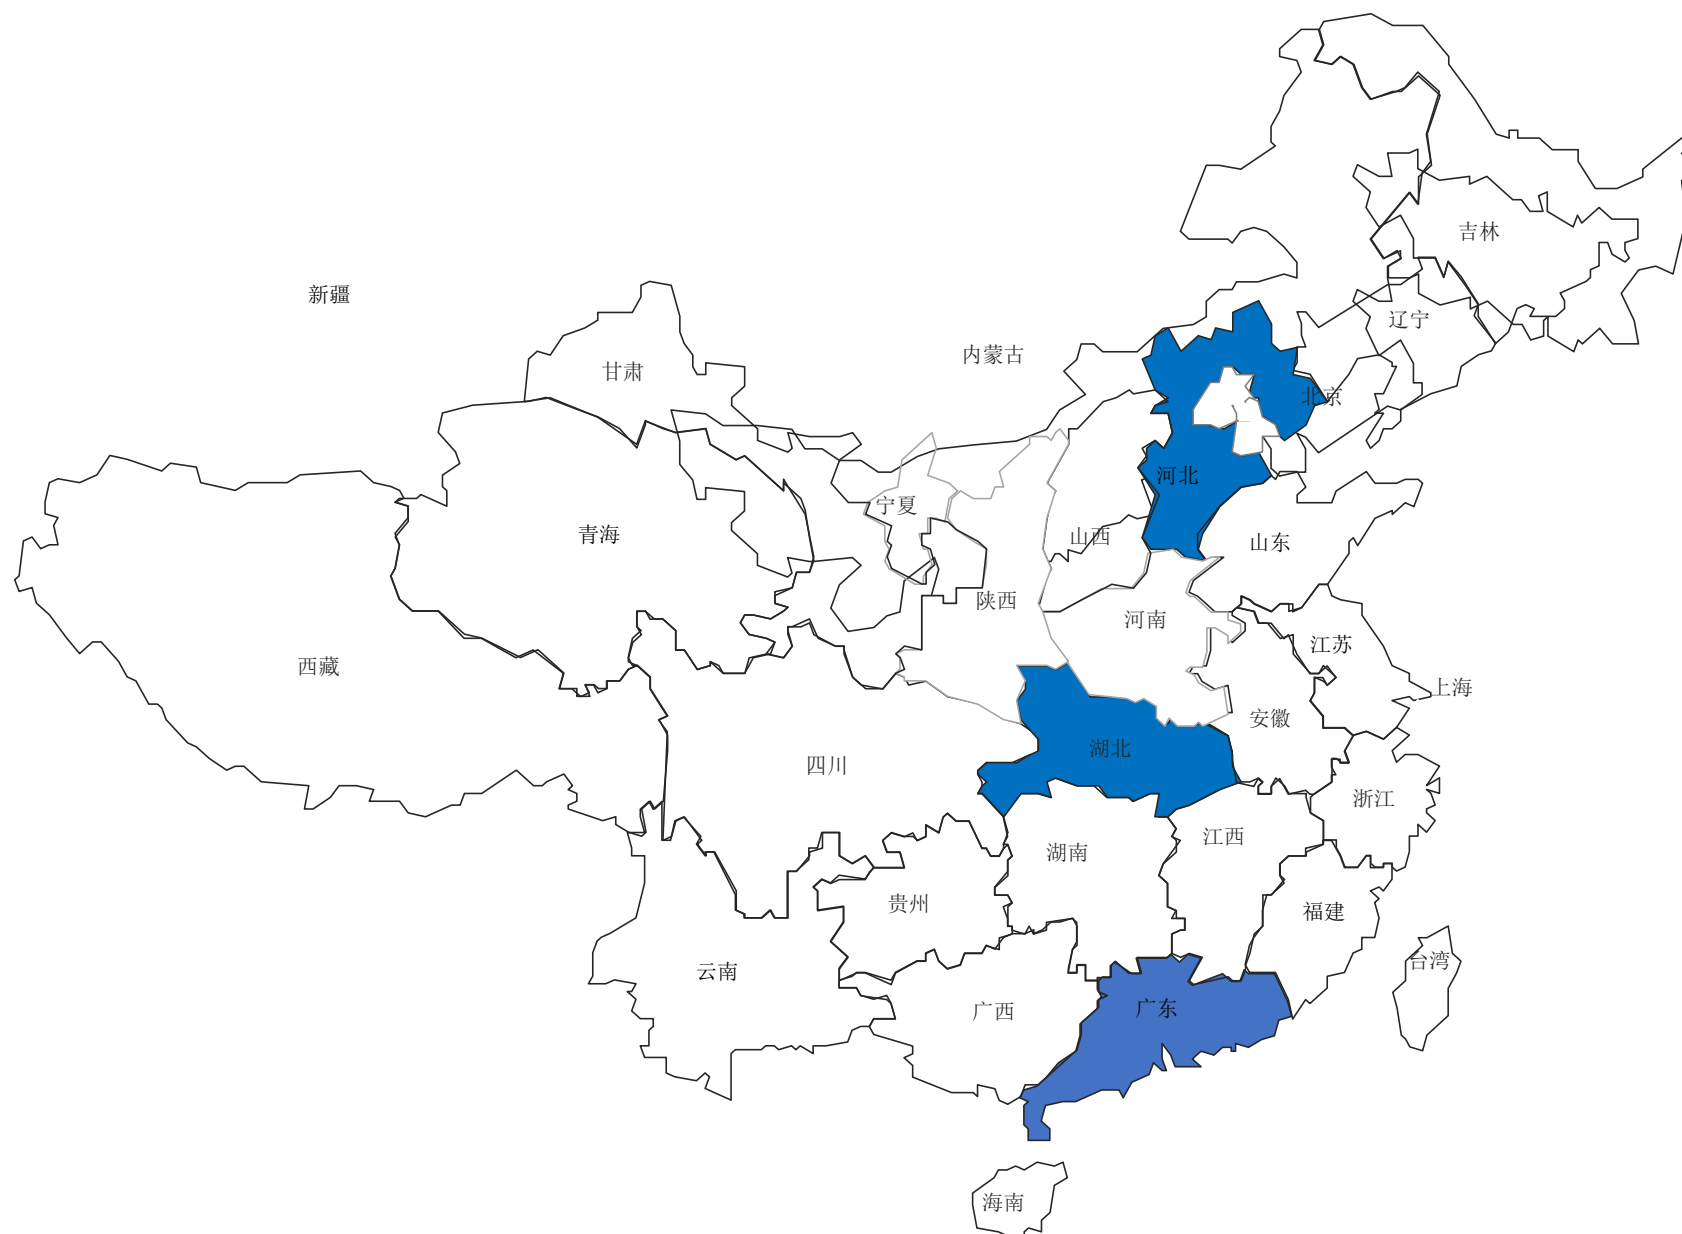 吉林
新疆
辽宁
内蒙古
甘肃
北京
河北
宁夏
青海
山西
山东
陕西
河南
江苏
西藏
上海
安徽
湖北
四川
浙江
江西
湖南
贵州
福建
台湾
云南
广东
广西
海南